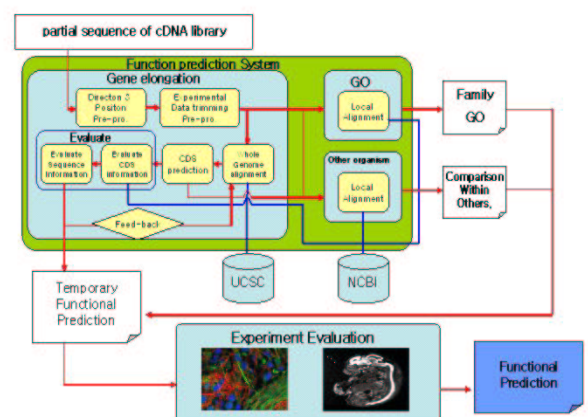 partial sequence of cDNA library
Function prediction System
Gene elongation
Direction 3
Position
Pre-pro.
Experimental
Data trimming
Pre-pro.
GO
Local
Alignment
Family
GO
Evaluate
Evaluate
Sequence
Information
Evaluate
CDS
information
CDS
prediction
Whole
Genome
alignment
Other organism
Local
Alignment
Comparison
Within
Others,
Feed-back
UCSC
NCBI
Temporary
Functional
Prediction
Experiment Evaluation
Functional
Prediction